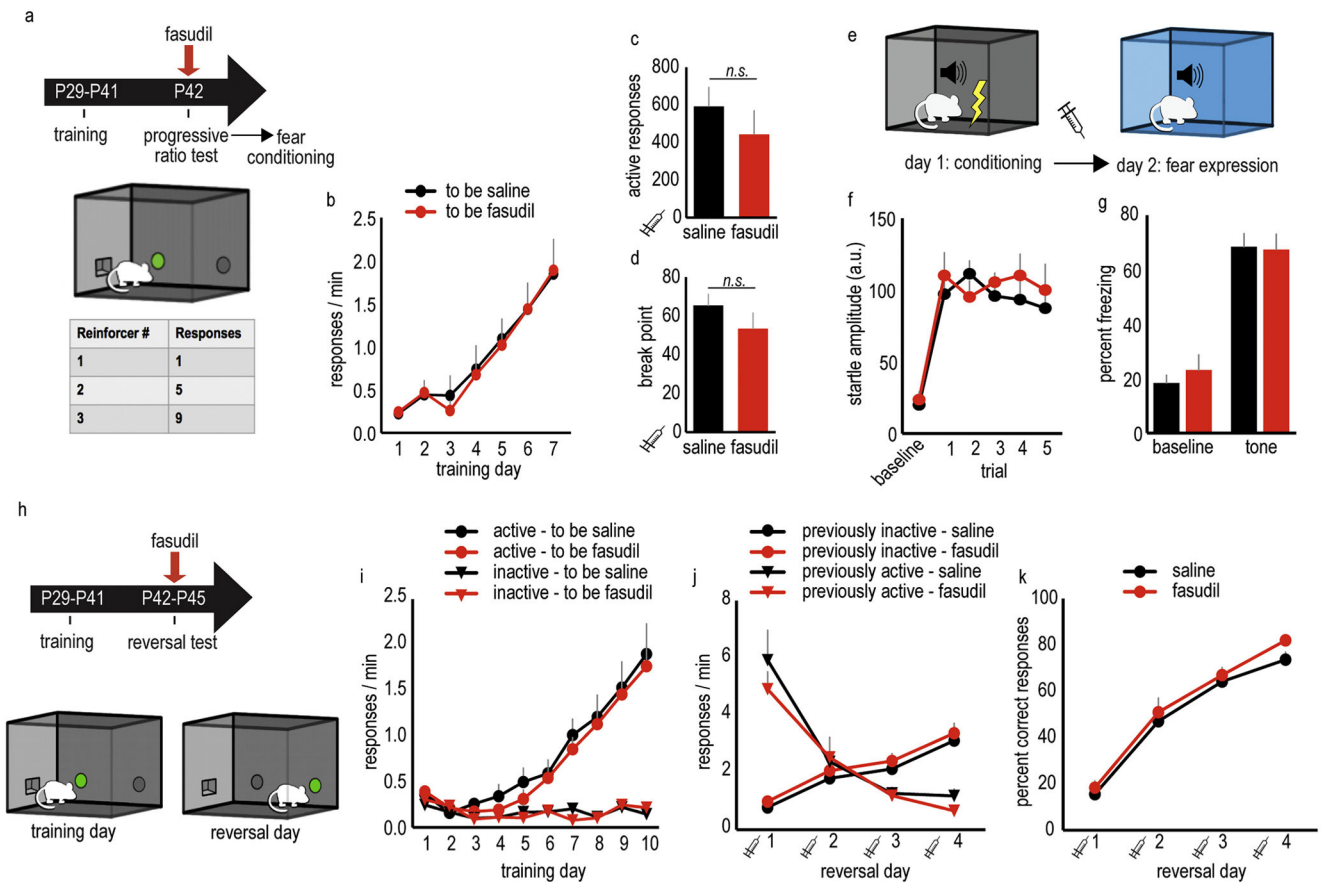 a
fasudil
P29-P41 P42
training progressive ratio test fear conditioning
Reinforcer # Responses
1 1
2 5
3 9
b
to be saline
to be fasudil
responses / min
2.5
2.0
1.5
1.0
0.5
0.0
1 2 3 4 5 6 7
training day
c
n.s.
active responses
800
600
400
200
0
saline fasudil
d
n.s.
break point
80
60
40
20
0
saline fasudil
e
day 1: conditioning day 2: fear expression
f
startle amplitude (a.u.)
150
100
50
0
baseline 1 2 3 4 5
trial
g
percent freezing
80
60
40
20
0
baseline tone
h
fasudil
P29-P41 P42-P45
training reversal test
training day reversal day
i
active - to be saline
active - to be fasudil
inactive - to be saline
inactive - to be fasudil
responses / min
2.5
2.0
1.5
1.0
0.5
0.0
1 2 3 4 5 6 7 8 9 10
training day
j
previously inactive - saline
previously inactive - fasudil
previously active - saline
previously active - fasudil
responses / min
8
6
4
2
0
1 2 3 4
reversal day
k
saline
fasudil
percent correct responses
100
80
60
40
20
0
1 2 3 4
reversal day